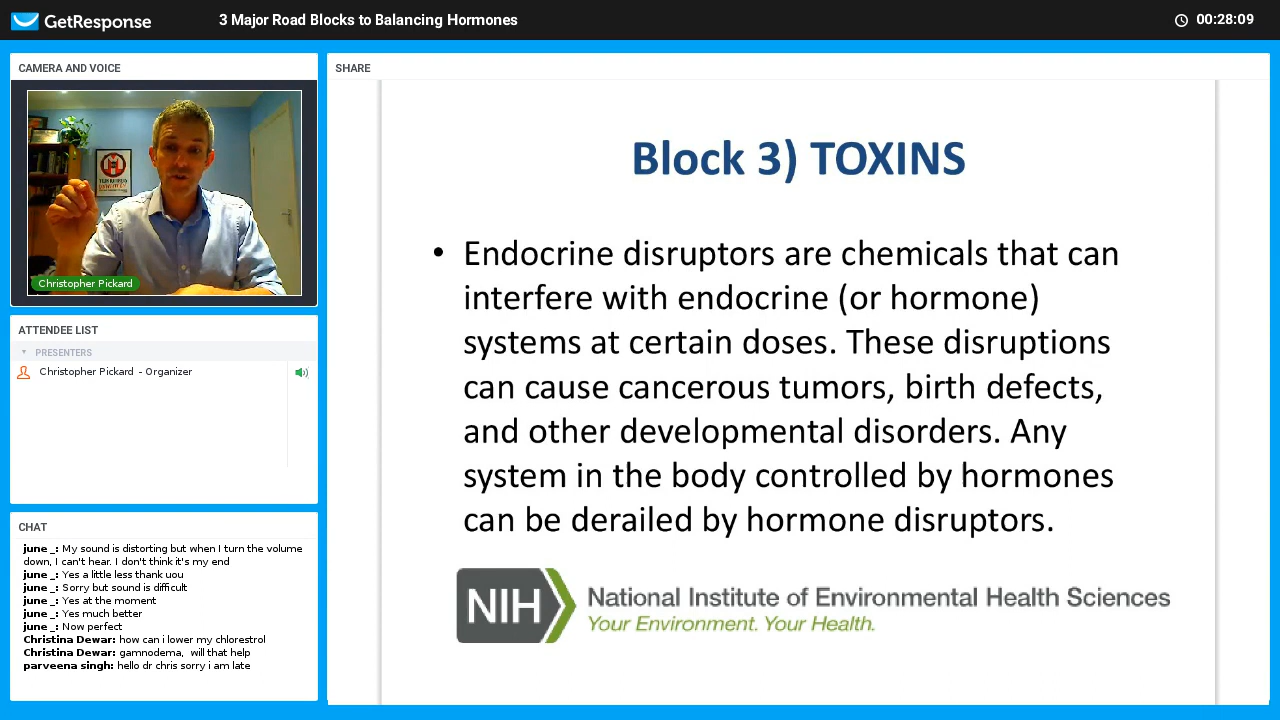 GetResponse
3 Major Road Blocks to Balancing Hormones
00:28:09
CAMERA AND VOICE
Christopher Pickard
ATTENDEE LIST
PRESENTERS
Christopher Pickard - Organizer
CHAT
june _: My sound is distorting but when I turn the volume
down, I can't hear. I don't think it's my end
june _: Yes a little less thank uou
june _: Sorry but sound is difficult
june _: Yes at the moment
june _: Yes much better
june _: Now perfect
Christina Dewar: how can i lower my chlorestrol
Christina Dewar: gamnodema, will that help
parveena singh: hello dr chris sorry i am late
SHARE
Block 3) TOXINS
• Endocrine disruptors are chemicals that can
interfere with endocrine (or hormone)
systems at certain doses. These disruptions
can cause cancerous tumors, birth defects,
and other developmental disorders. Any
system in the body controlled by hormones
can be derailed by hormone disruptors.
NIH
National Institute of Environmental Health Sciences
Your Environment. Your Health.